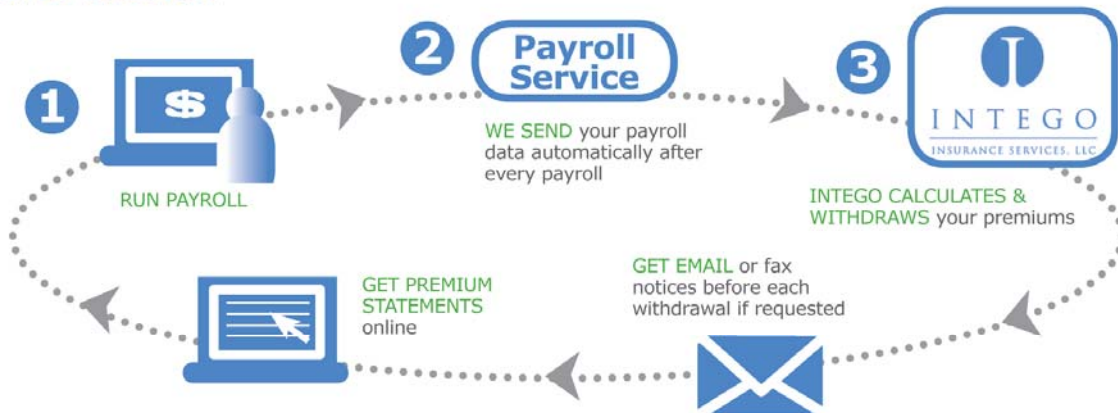 1
$
RUN PAYROLL
2
Payroll
Service
WE SEND your payroll
data automatically after
every payroll
3
I
INTEGO
INSURANCE SERVICES, LLC
INTEGO CALCULATES &
WITHDRAWS your premiums
GET EMAIL or fax
notices before each
withdrawal if requested
GET PREMIUM
STATEMENTS
online